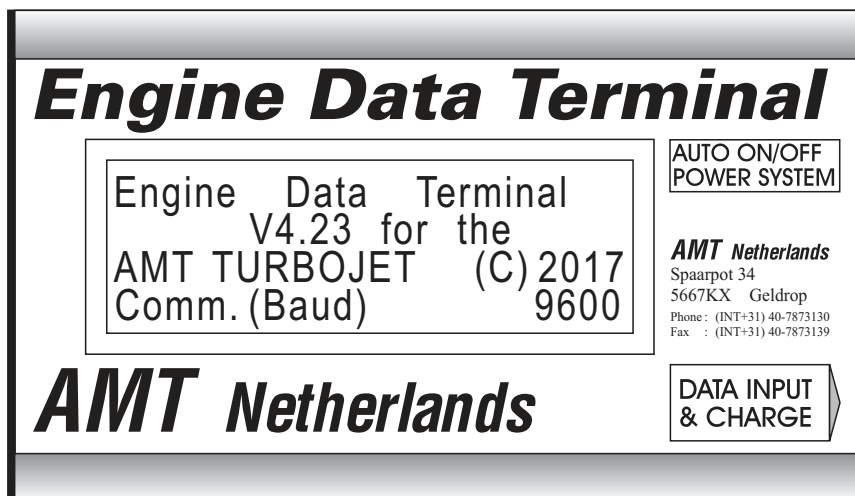 Engine Data Terminal
Engine Data Terminal
V4.23 for the
AMT TURBOJET (C) 2017
Comm. (Baud) 9600
AUTO ON/OFF
POWER SYSTEM
AMT Netherlands
Spaarpot 34
5667KX Geldrop
Phone : (INT+31) 40-7873130
Fax : (INT+31) 40-7873139
AMT Netherlands
DATA INPUT
& CHARGE